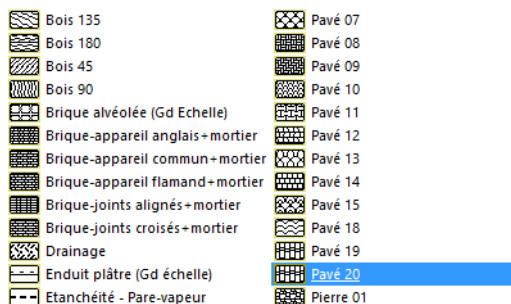 Bois 135
Bois 180
Bois 45
Bois 90
Brique alvéolée (Gd Echelle)
Brique-appareil anglais+mortier
Brique-appareil commun+mortier
Brique-appareil flamand+mortier
Brique-joints alignés+mortier
Brique-joints croisés+mortier
Drainage
Enduit plâtre (Gd échelle)
Etanchéité - Pare-vapeur
Pavé 07
Pavé 08
Pavé 09
Pavé 10
Pavé 11
Pavé 12
Pavé 13
Pavé 14
Pavé 15
Pavé 18
Pavé 19
Pavé 20
Pierre 01